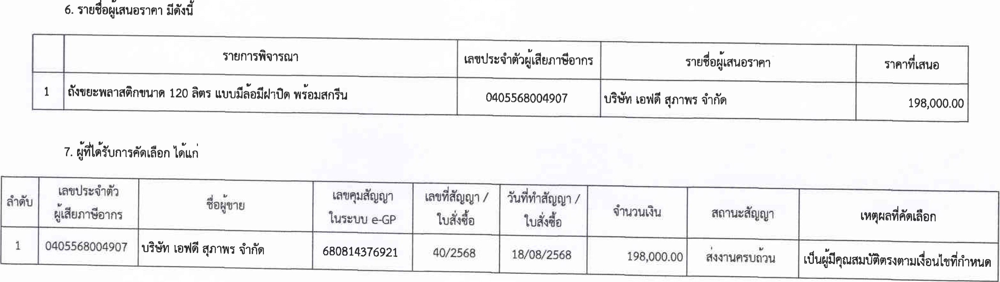 6. รายชื่อผู้เสนอราคา มีดังนี้
รายการพิจารณา เลขประจำตัวผู้เสียภาษีอากร รายชื่อผู้เสนอราคา ราคาที่เสนอ
1 ถังขยะพลาสติกขนาด 120 ลิตร แบบมีล้อมีฝาปิด พร้อมสกรีน 0405568004907 บริษัท เอฟดี สุภาพร จำกัด 198,000.00
7. ผู้ที่ได้รับการคัดเลือก ได้แก่
ลำดับ
เลขประจำตัว
ผู้เสียภาษีอากร
ชื่อผู้ขาย
เลขคุมสัญญา
ในระบบ e-GP
เลขที่สัญญา /
ใบสั่งซื้อ
วันที่ทำสัญญา /
ใบสั่งซื้อ
จำนวนเงิน
สถานะสัญญา
เหตุผลที่คัดเลือก
1 0405568004907 บริษัท เอฟดี สุภาพร จำกัด 680814376921 40/2568 18/08/2568 198,000.00 ส่งงานครบถ้วน เป็นผู้มีคุณสมบัติตรงตามเงื่อนไขที่กำหนด